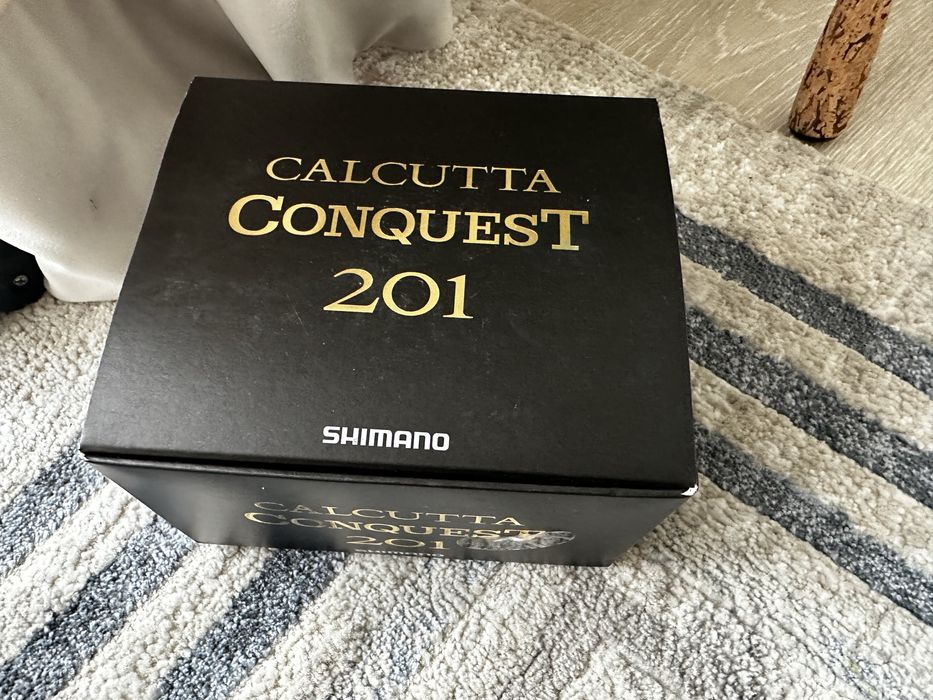 CALCUTTA
CONQUEST
201
SHIMANO
CALCUTTA
CONQUEST
201